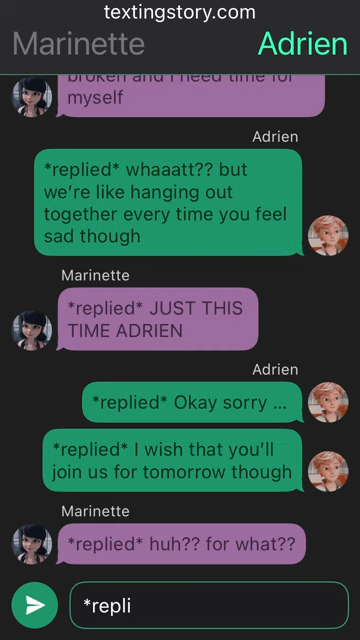 textingstory.com
Marinette Adrien
broken and I need time for
myself
Adrien
*replied* whaaatt?? but
we're like hanging out
together every time you feel
sad though
Marinette
*replied* JUST THIS
TIME ADRIEN
Adrien
*replied* Okay sorry ...
*replied* I wish that you'll
join us for tomorrow though
Marinette
*replied* huh?? for what??
*repli